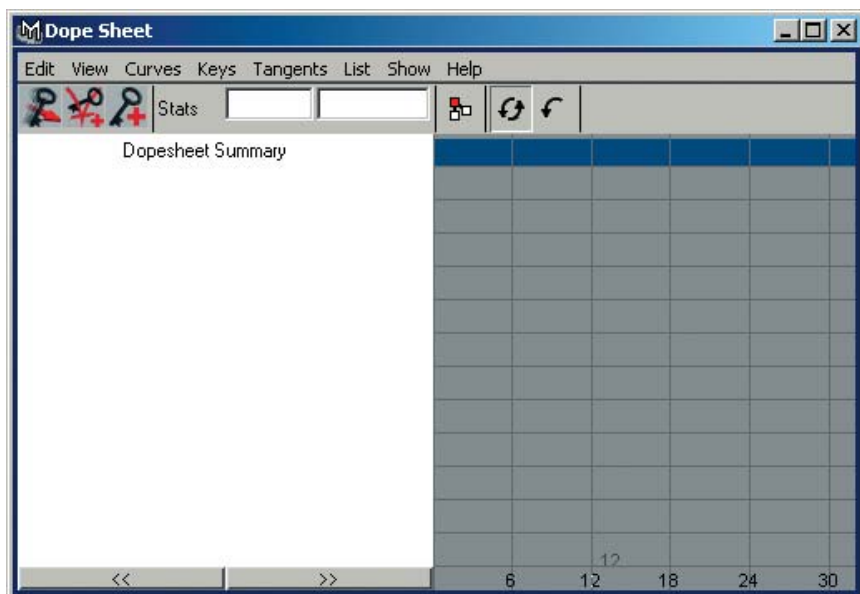 Dope Sheet
Edit View Curves Keys Tangents List Show Help
Stats
Dopesheet Summary
12
<< >>
6 12 18 24 30